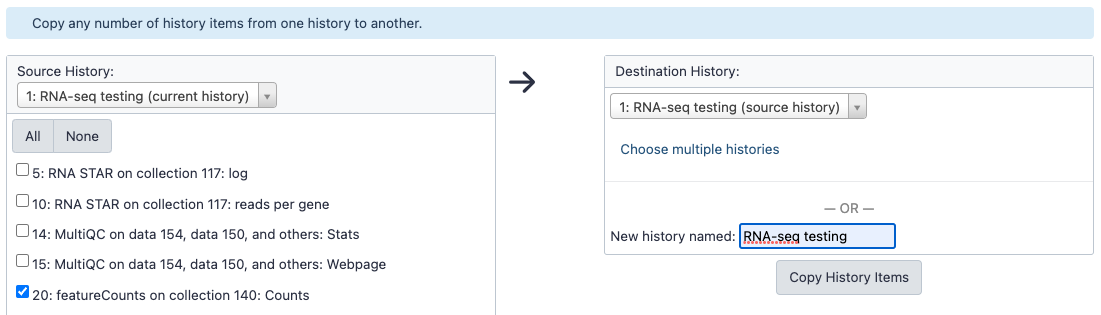 Copy any number of history items from one history to another.
Source History:
1: RNA-seq testing (current history)
All None
5: RNA STAR on collection 117: log
10: RNA STAR on collection 117: reads per gene
14: MultiQC on data 154, data 150, and others: Stats
15: MultiQC on data 154, data 150, and others: Webpage
20: featureCounts on collection 140: Counts
Destination History:
1: RNA-seq testing (source history)
Choose multiple histories
— OR —
New history named: RNA-seq testing
Copy History Items